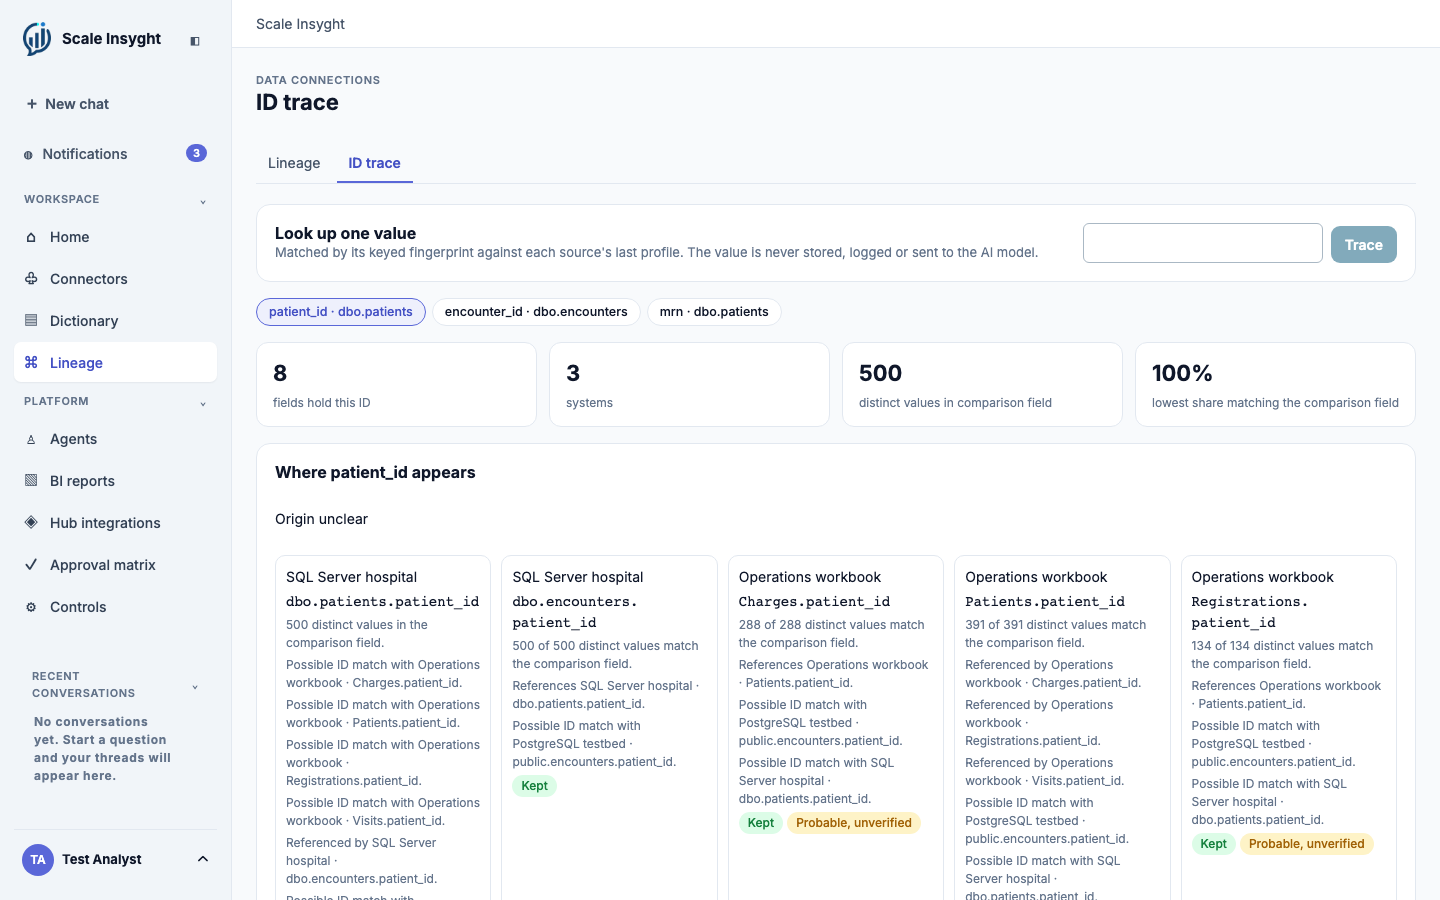 Scale Insyght
+ New chat
Notifications
3
WORKSPACE
Home
Connectors
Dictionary
Lineage
PLATFORM
Agents
BI reports
Hub integrations
Approval matrix
Controls
RECENT
CONVERSATIONS
No conversations
yet. Start a question
and your threads will
appear here.
TA
Test Analyst
Scale Insyght
DATA CONNECTIONS
ID trace
Lineage
ID trace
Look up one value
Matched by its keyed fingerprint against each source's last profile. The value is never stored, logged or sent to the AI model.
Trace
patient_id · dbo.patients
encounter_id · dbo.encounters
mrn · dbo.patients
8
fields hold this ID
3
systems
500
distinct values in comparison field
100%
lowest share matching the comparison field
Where patient_id appears
Origin unclear
SQL Server hospital
dbo.patients.patient_id
500 distinct values in the
comparison field.
Possible ID match with Operations
workbook · Charges.patient_id.
Possible ID match with Operations
workbook · Patients.patient_id.
Possible ID match with Operations
workbook ·
Registrations.patient_id.
Possible ID match with Operations
workbook · Visits.patient_id.
Referenced by SQL Server
hospital ·
dbo.encounters.patient_id.
Possible ID match with
SQL Server hospital
dbo.encounters.
patient_id
500 of 500 distinct values match
the comparison field.
References SQL Server hospital ·
dbo.patients.patient_id.
Possible ID match with
PostgreSQL testbed ·
public.encounters.patient_id.
Kept
Operations workbook
Charges.patient_id
288 of 288 distinct values match
the comparison field.
References Operations workbook
· Patients.patient_id.
Possible ID match with
PostgreSQL testbed ·
public.encounters.patient_id.
Possible ID match with SQL
Server hospital ·
dbo.patients.patient_id.
Kept
Probable, unverified
Operations workbook
Patients.patient_id
391 of 391 distinct values match
the comparison field.
Referenced by Operations
workbook · Charges.patient_id.
Referenced by Operations
workbook ·
Registrations.patient_id.
Referenced by Operations
workbook · Visits.patient_id.
Possible ID match with
PostgreSQL testbed ·
public.encounters.patient_id.
Possible ID match with SQL
Server hospital ·
dbo.patients.patient_id.
Operations workbook
Registrations.
patient_id
134 of 134 distinct values match
the comparison field.
References Operations workbook
· Patients.patient_id.
Possible ID match with
PostgreSQL testbed ·
public.encounters.patient_id.
Possible ID match with SQL
Server hospital ·
dbo.patients.patient_id.
Kept
Probable, unverified